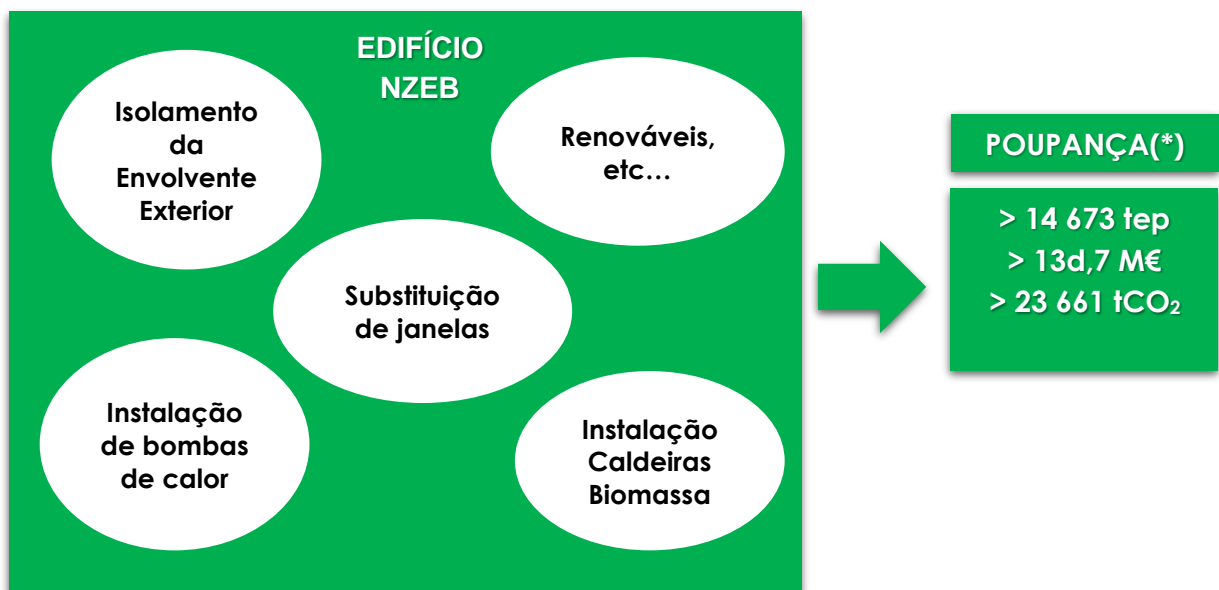 EDIFÍCIO
NZEB
Isolamento
da
Envolvente
Exterior
Renováveis,
etc…
Substituição
de janelas
Instalação
de bombas
de calor
Instalação
Caldeiras
Biomassa
POUPANÇA(*)
> 14 673 tep
> 13d,7 M€
> 23 661 tCO₂